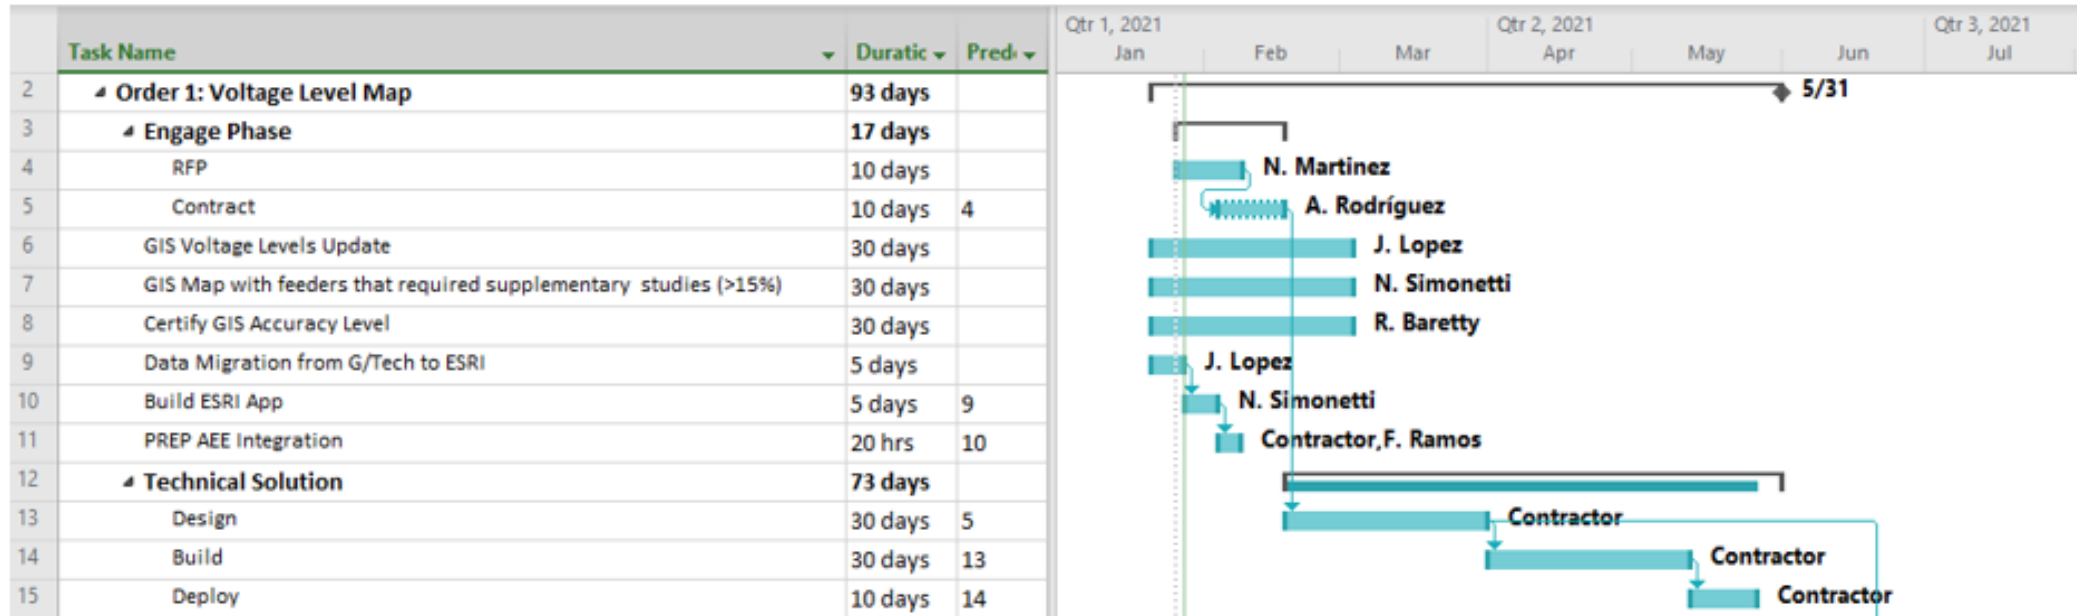 Qtr 1, 2021 Qtr 2, 2021 Qtr 3, 2021
Task Name Duratic Pred Jan Feb Mar Apr May Jun Jul
2 Order 1: Voltage Level Map 93 days 5/31
3 Engage Phase 17 days
4 RFP 10 days N. Martinez
5 Contract 10 days 4 A. Rodríguez
6 GIS Voltage Levels Update 30 days J. Lopez
7 GIS Map with feeders that required supplementary studies (>15%) 30 days N. Simonetti
8 Certify GIS Accuracy Level 30 days R. Baretty
9 Data Migration from G/Tech to ESRI 5 days J. Lopez
10 Build ESRI App 5 days 9 N. Simonetti
11 PREP AEE Integration 20 hrs 10 Contractor,F. Ramos
12 Technical Solution 73 days
13 Design 30 days 5 Contractor
14 Build 30 days 13 Contractor
15 Deploy 10 days 14 Contractor